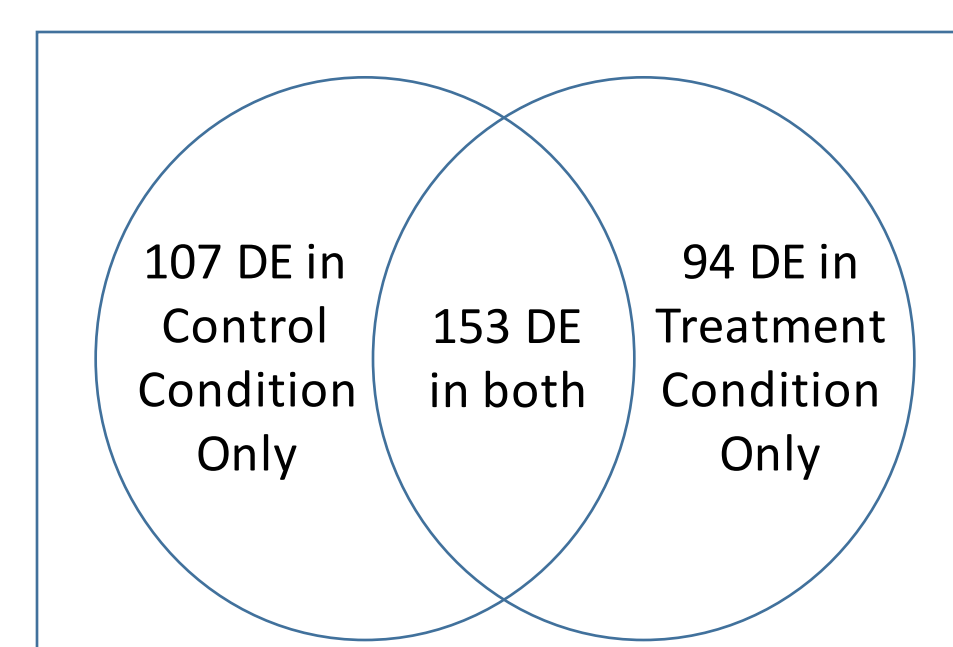 107 DE in
Control
Condition
Only
153 DE
in both
94 DE in
Treatment
Condition
Only